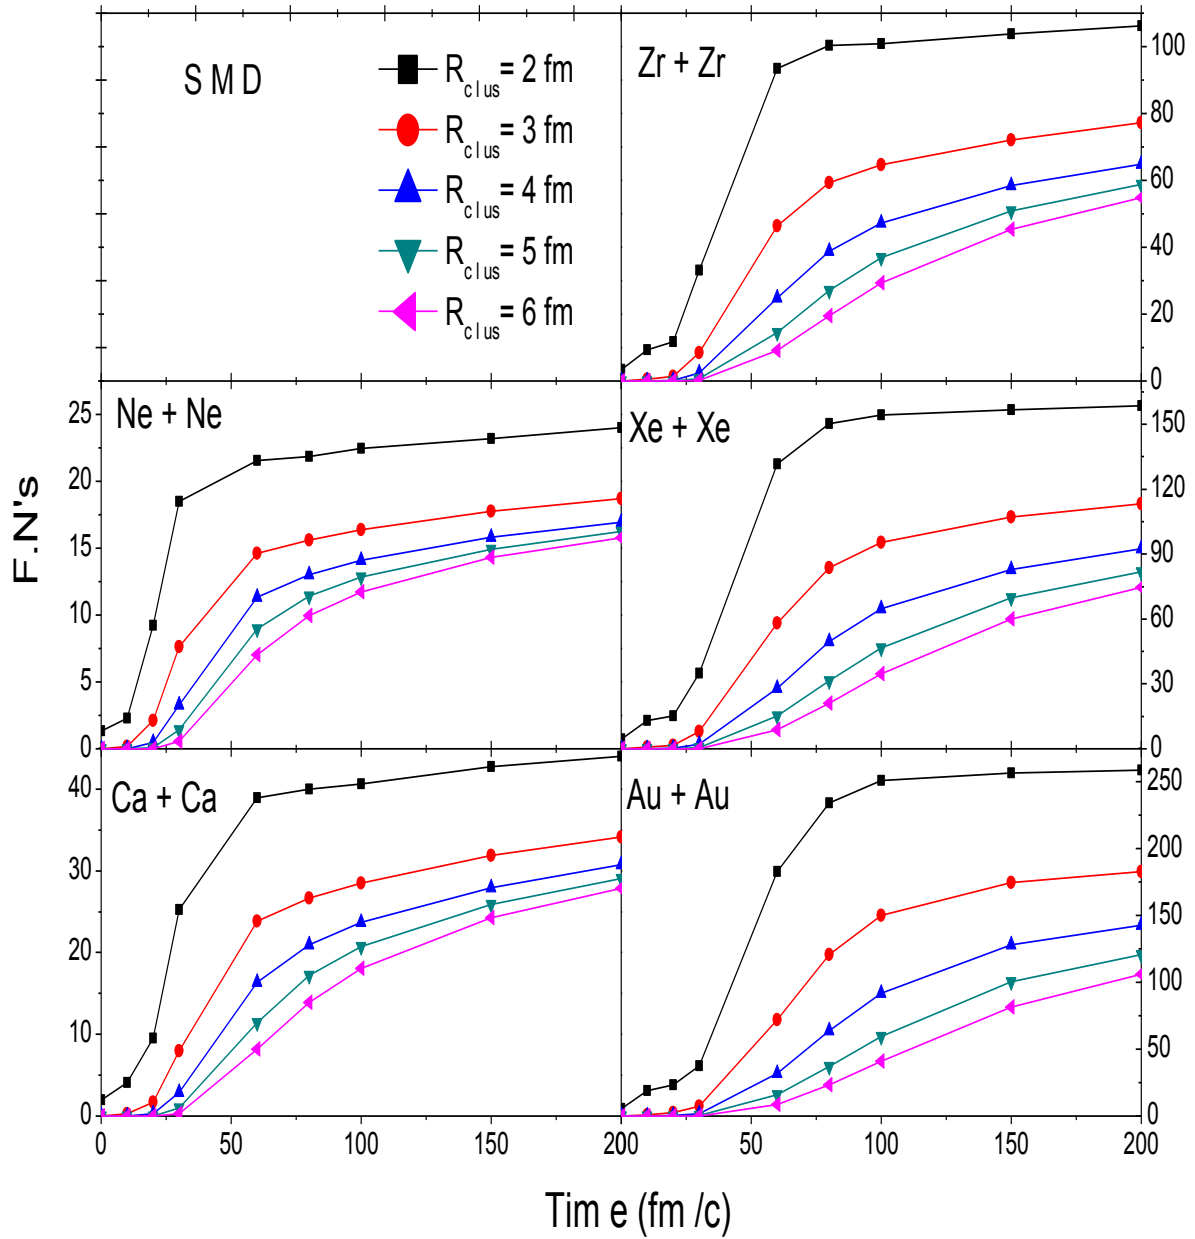 S M D
R clus = 2 fm
R clus = 3 fm
R clus = 4 fm
R clus = 5 fm
R clus = 6 fm
Zr + Zr
100
80
60
40
20
0
Ne + Ne
25
20
15
10
5
0
Xe + Xe
150
120
90
60
30
0
F.N's
Ca + Ca
40
30
20
10
0
Au + Au
250
200
150
100
50
0
0 50 100 150 200 50 100 150 200
Tim e (fm /c)